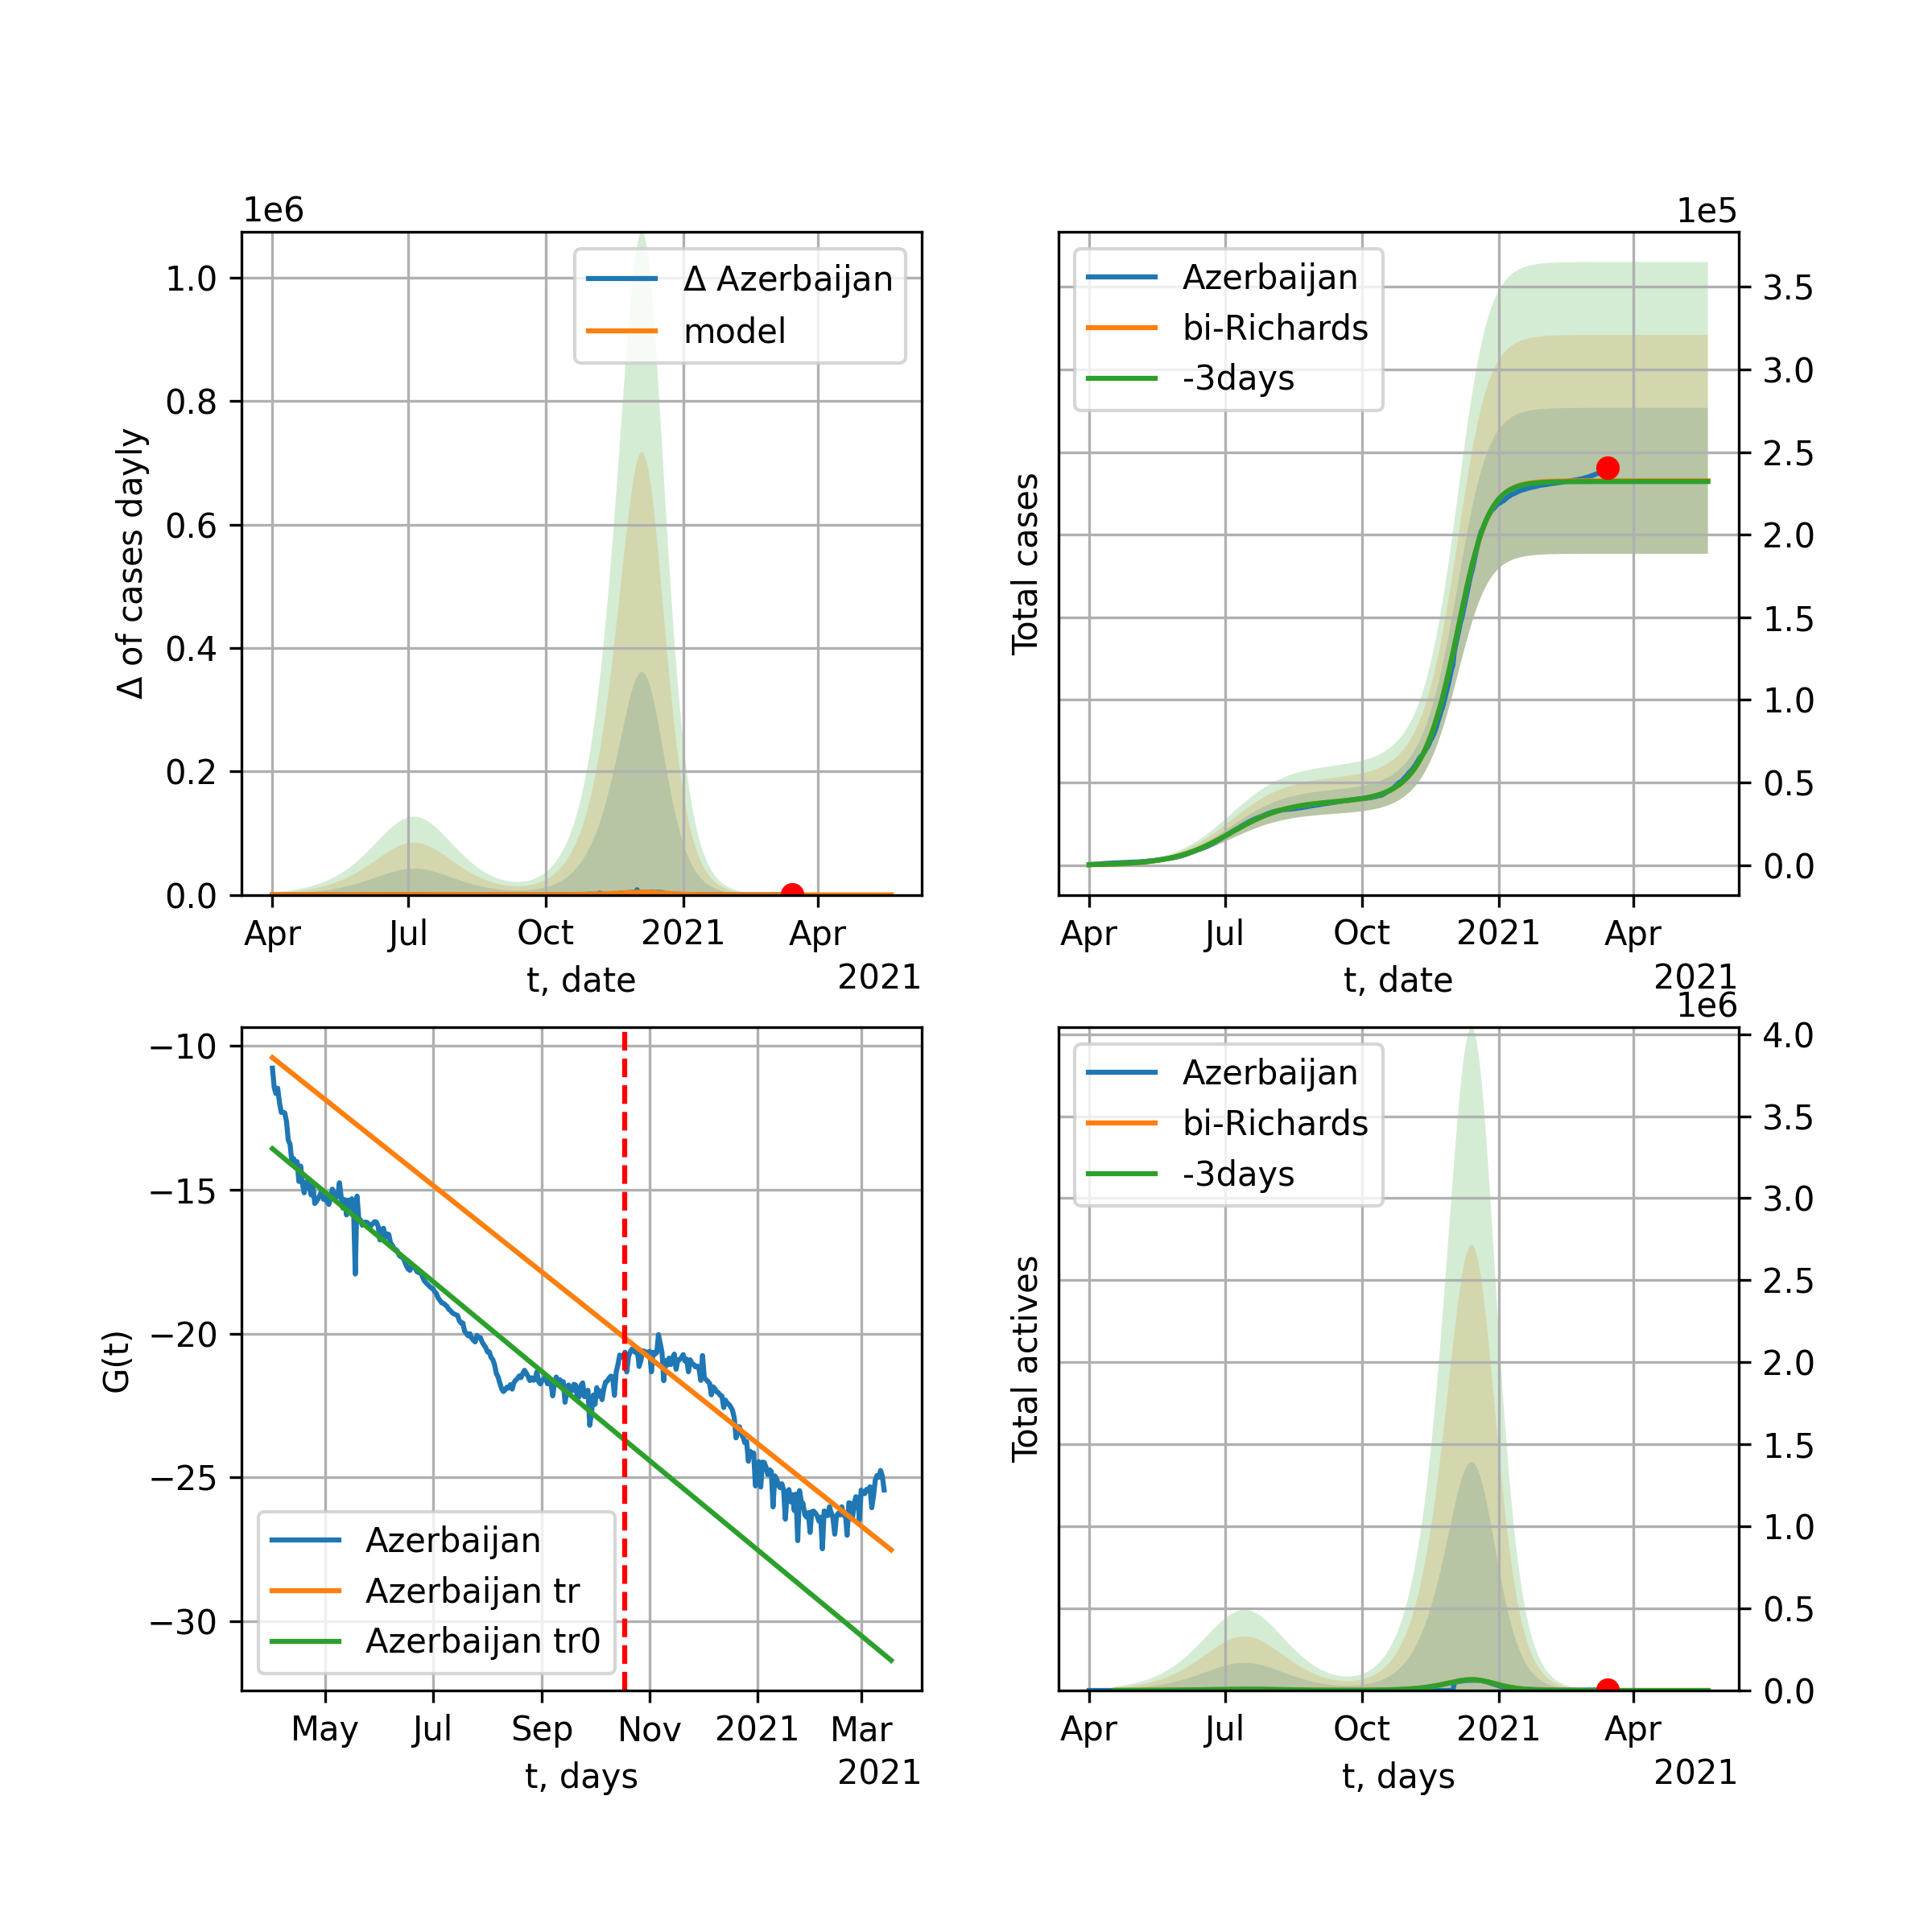 1e6
1.0
0.8
0.6
0.4
0.2
0.0
Δ of cases dayly
Δ Azerbaijan
model
Apr
Jul
Oct
2021
Apr
t, date
2021
1e5
Azerbaijan
bi-Richards
-3days
Total cases
3.5
3.0
2.5
2.0
1.5
1.0
0.5
0.0
Apr
Jul
Oct
2021
Apr
t, date
2021
−10
−15
−20
−25
−30
G(t)
Azerbaijan
Azerbaijan tr
Azerbaijan tr0
May
Jul
Sep
Nov
2021
Mar
t, days
2021
1e6
Azerbaijan
bi-Richards
-3days
Total actives
4.0
3.5
3.0
2.5
2.0
1.5
1.0
0.5
0.0
Apr
Jul
Oct
2021
Apr
t, days
2021